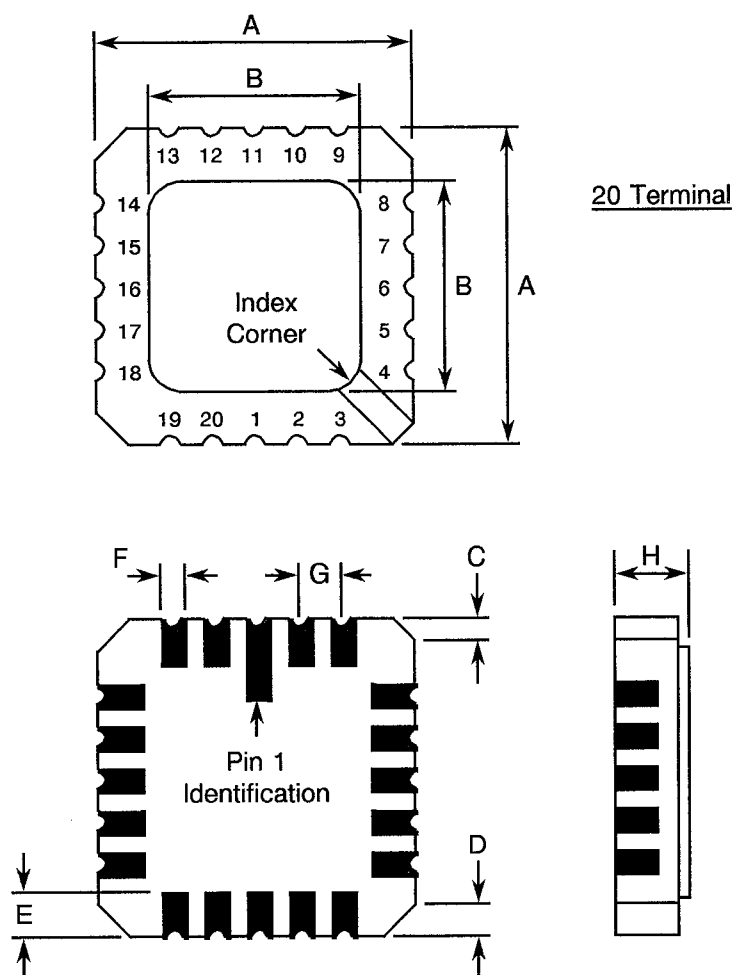 A
B
13 12 11 10 9
20 Terminal
14 8
15 7
16 6
17 5
18 4
B
A
Index
Corner
19 20 1 2 3
F
G
C
H
Pin 1
Identification
D
E